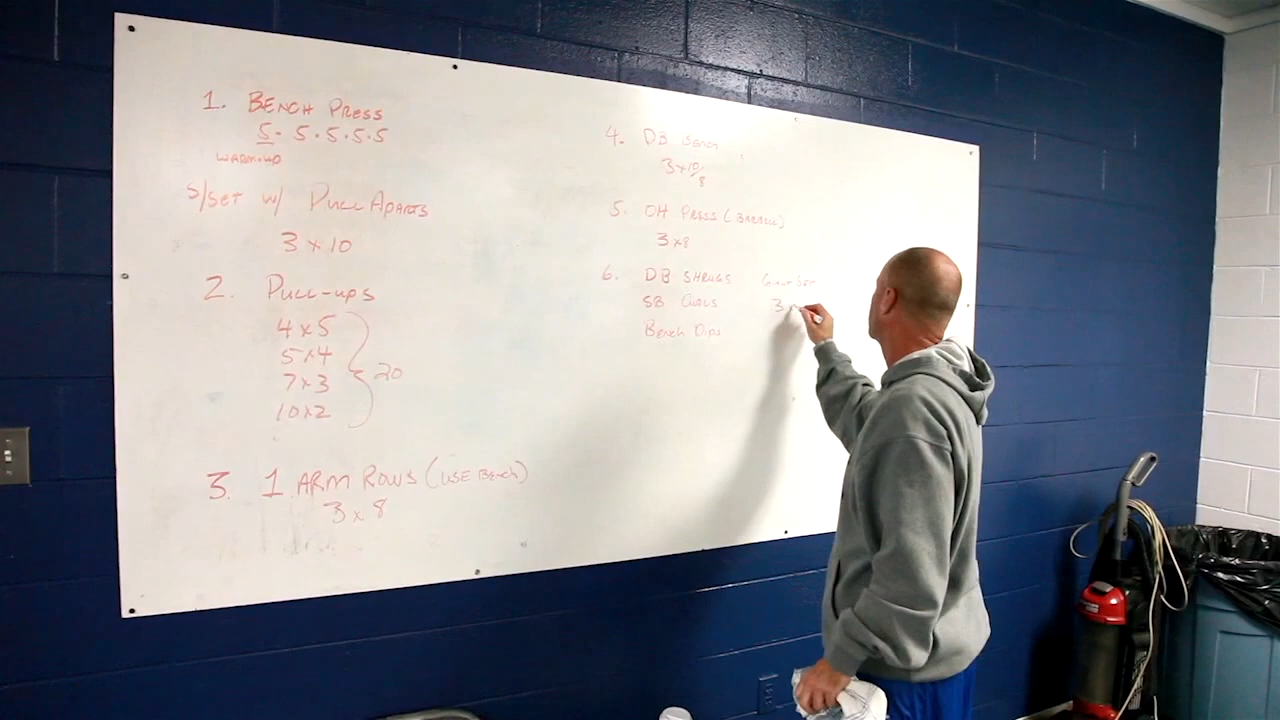 1. BENCH PRESS
5 · 5 · 5 · 5 · 5
WARM-UP
S/SET W/ PULL APARTS
3 x 10
2. PULL-UPS
4 x 5
5 x 4
7 x 3
10 x 2
20
3. 1 ARM ROWS (USE BENCH)
3 x 8
4. DB BENCH
3 x 10/8
5. OH PRESS (BARBELL)
3 x 8
6. DB SHRUGS GIANT SET
SB CURLS 3
BENCH DIPS